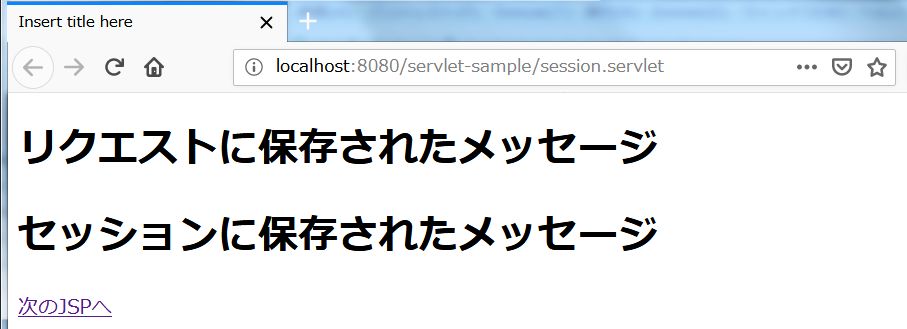 Insert title here
localhost:8080/servlet-sample/session.servlet
リクエストに保存されたメッセージ
セッションに保存されたメッセージ
次のJSPへ